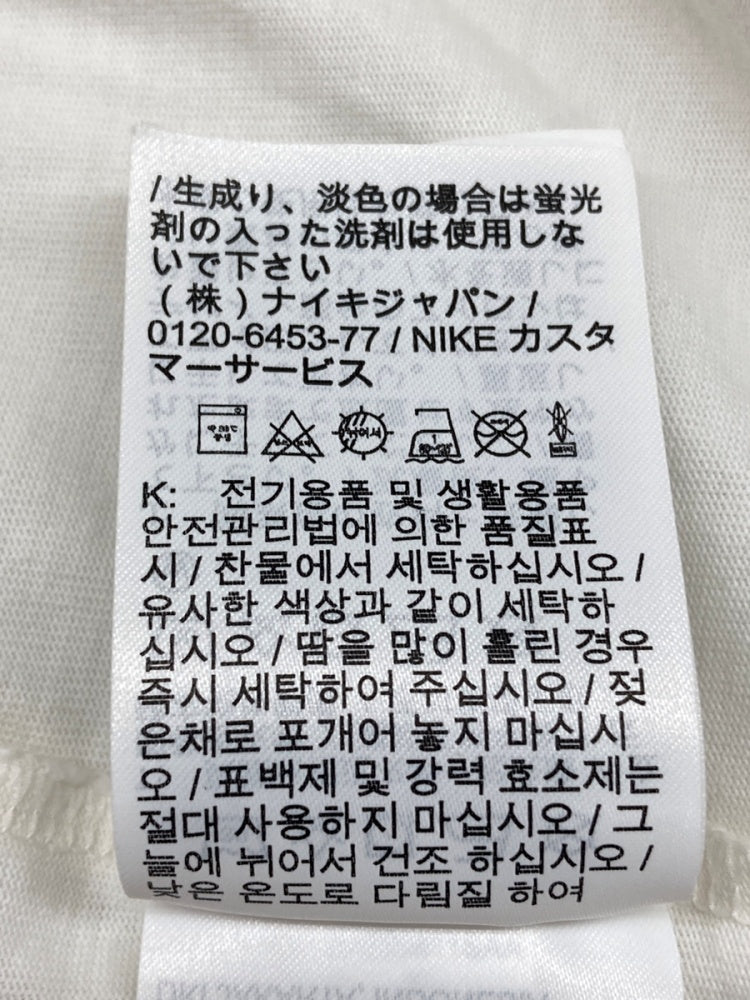 / 生成り、淡色の場合は蛍光
剤の入った洗剤は使用しな
いで下さい
(株) ナイキジャパン /
0120-6453-77 / NIKE カスタ
マーサービス
K: 전기용품 및 생활용품
안전관리법에 의한 품질표
시 / 찬물에서 세탁하십시오 /
유사한 색상과 같이 세탁하
십시오 / 땀을 많이 흘린 경우
즉시 세탁하여 주십시오 / 젖
은채로 포개어 놓지 마십시
오 / 표백제 및 강력 효소제는
절대 사용하지 마십시오 / 그
늘에 뉘어서 건조 하십시오 /
낮은 온도로 다림질 하여